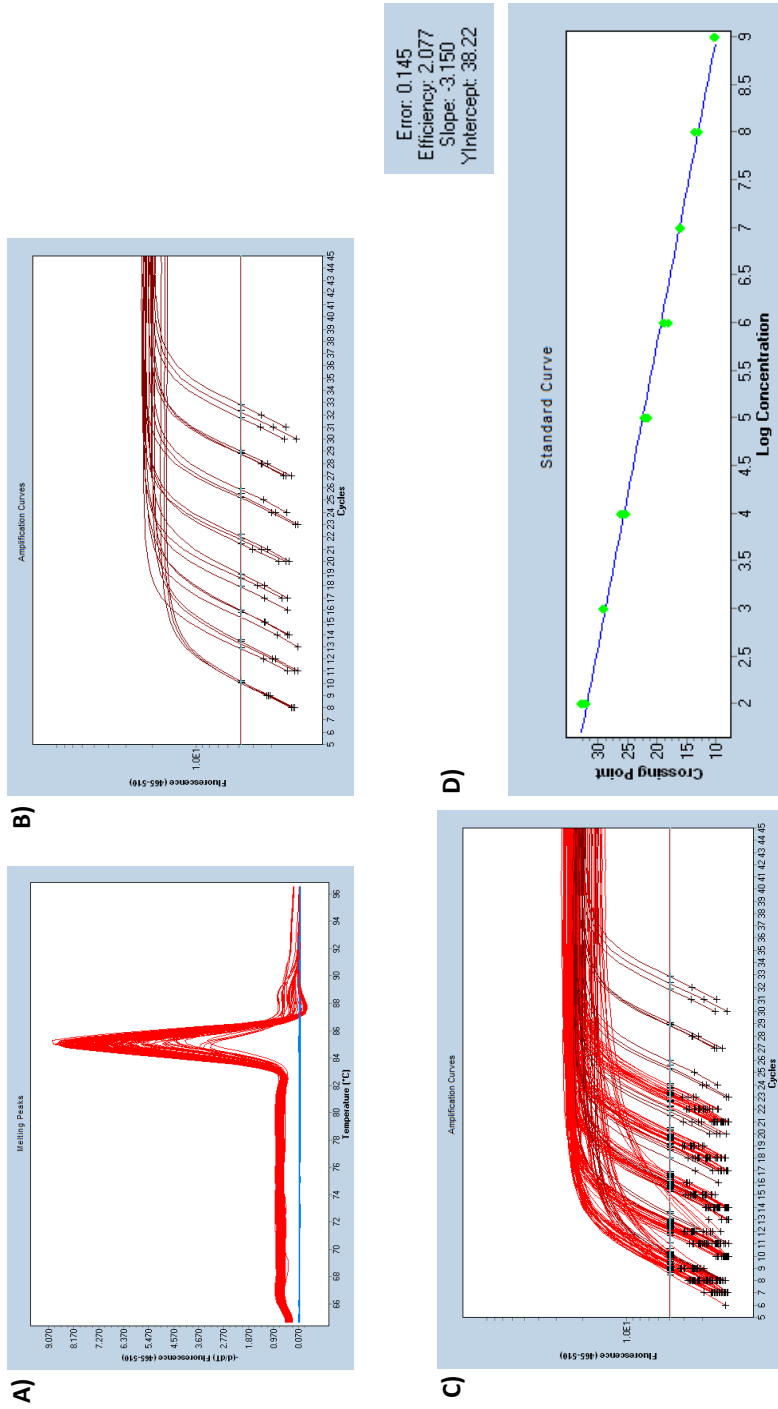 A)
Melting Peaks
-(d/dT) Fluorescence (465-510)
9.070
8.170
7.270
6.370
5.470
4.570
3.670
2.770
1.870
0.970
0.070
66 68 70 72 74 76 78 80 82 84 86 88 90 92 94 96
Temperature (°C)
B)
Amplification Curves
Fluorescence (465-510)
1.0E1
5 6 7 8 9 10 11 12 13 14 15 16 17 18 19 20 21 22 23 24 25 26 27 28 29 30 31 32 33 34 35 36 37 38 39 40 41 42 43 44 45
Cycles
C)
Amplification Curves
Fluorescence (465-510)
1.0E1
5 6 7 8 9 10 11 12 13 14 15 16 17 18 19 20 21 22 23 24 25 26 27 28 29 30 31 32 33 34 35 36 37 38 39 40 41 42 43 44 45
Cycles
D)
Error: 0.145
Efficiency: 2.077
Slope: -3.150
YIntercept: 38.22
Standard Curve
Crossing Point
30
25
20
15
10
2 2.5 3 3.5 4 4.5 5 5.5 6 6.5 7 7.5 8 8.5 9
Log Concentration